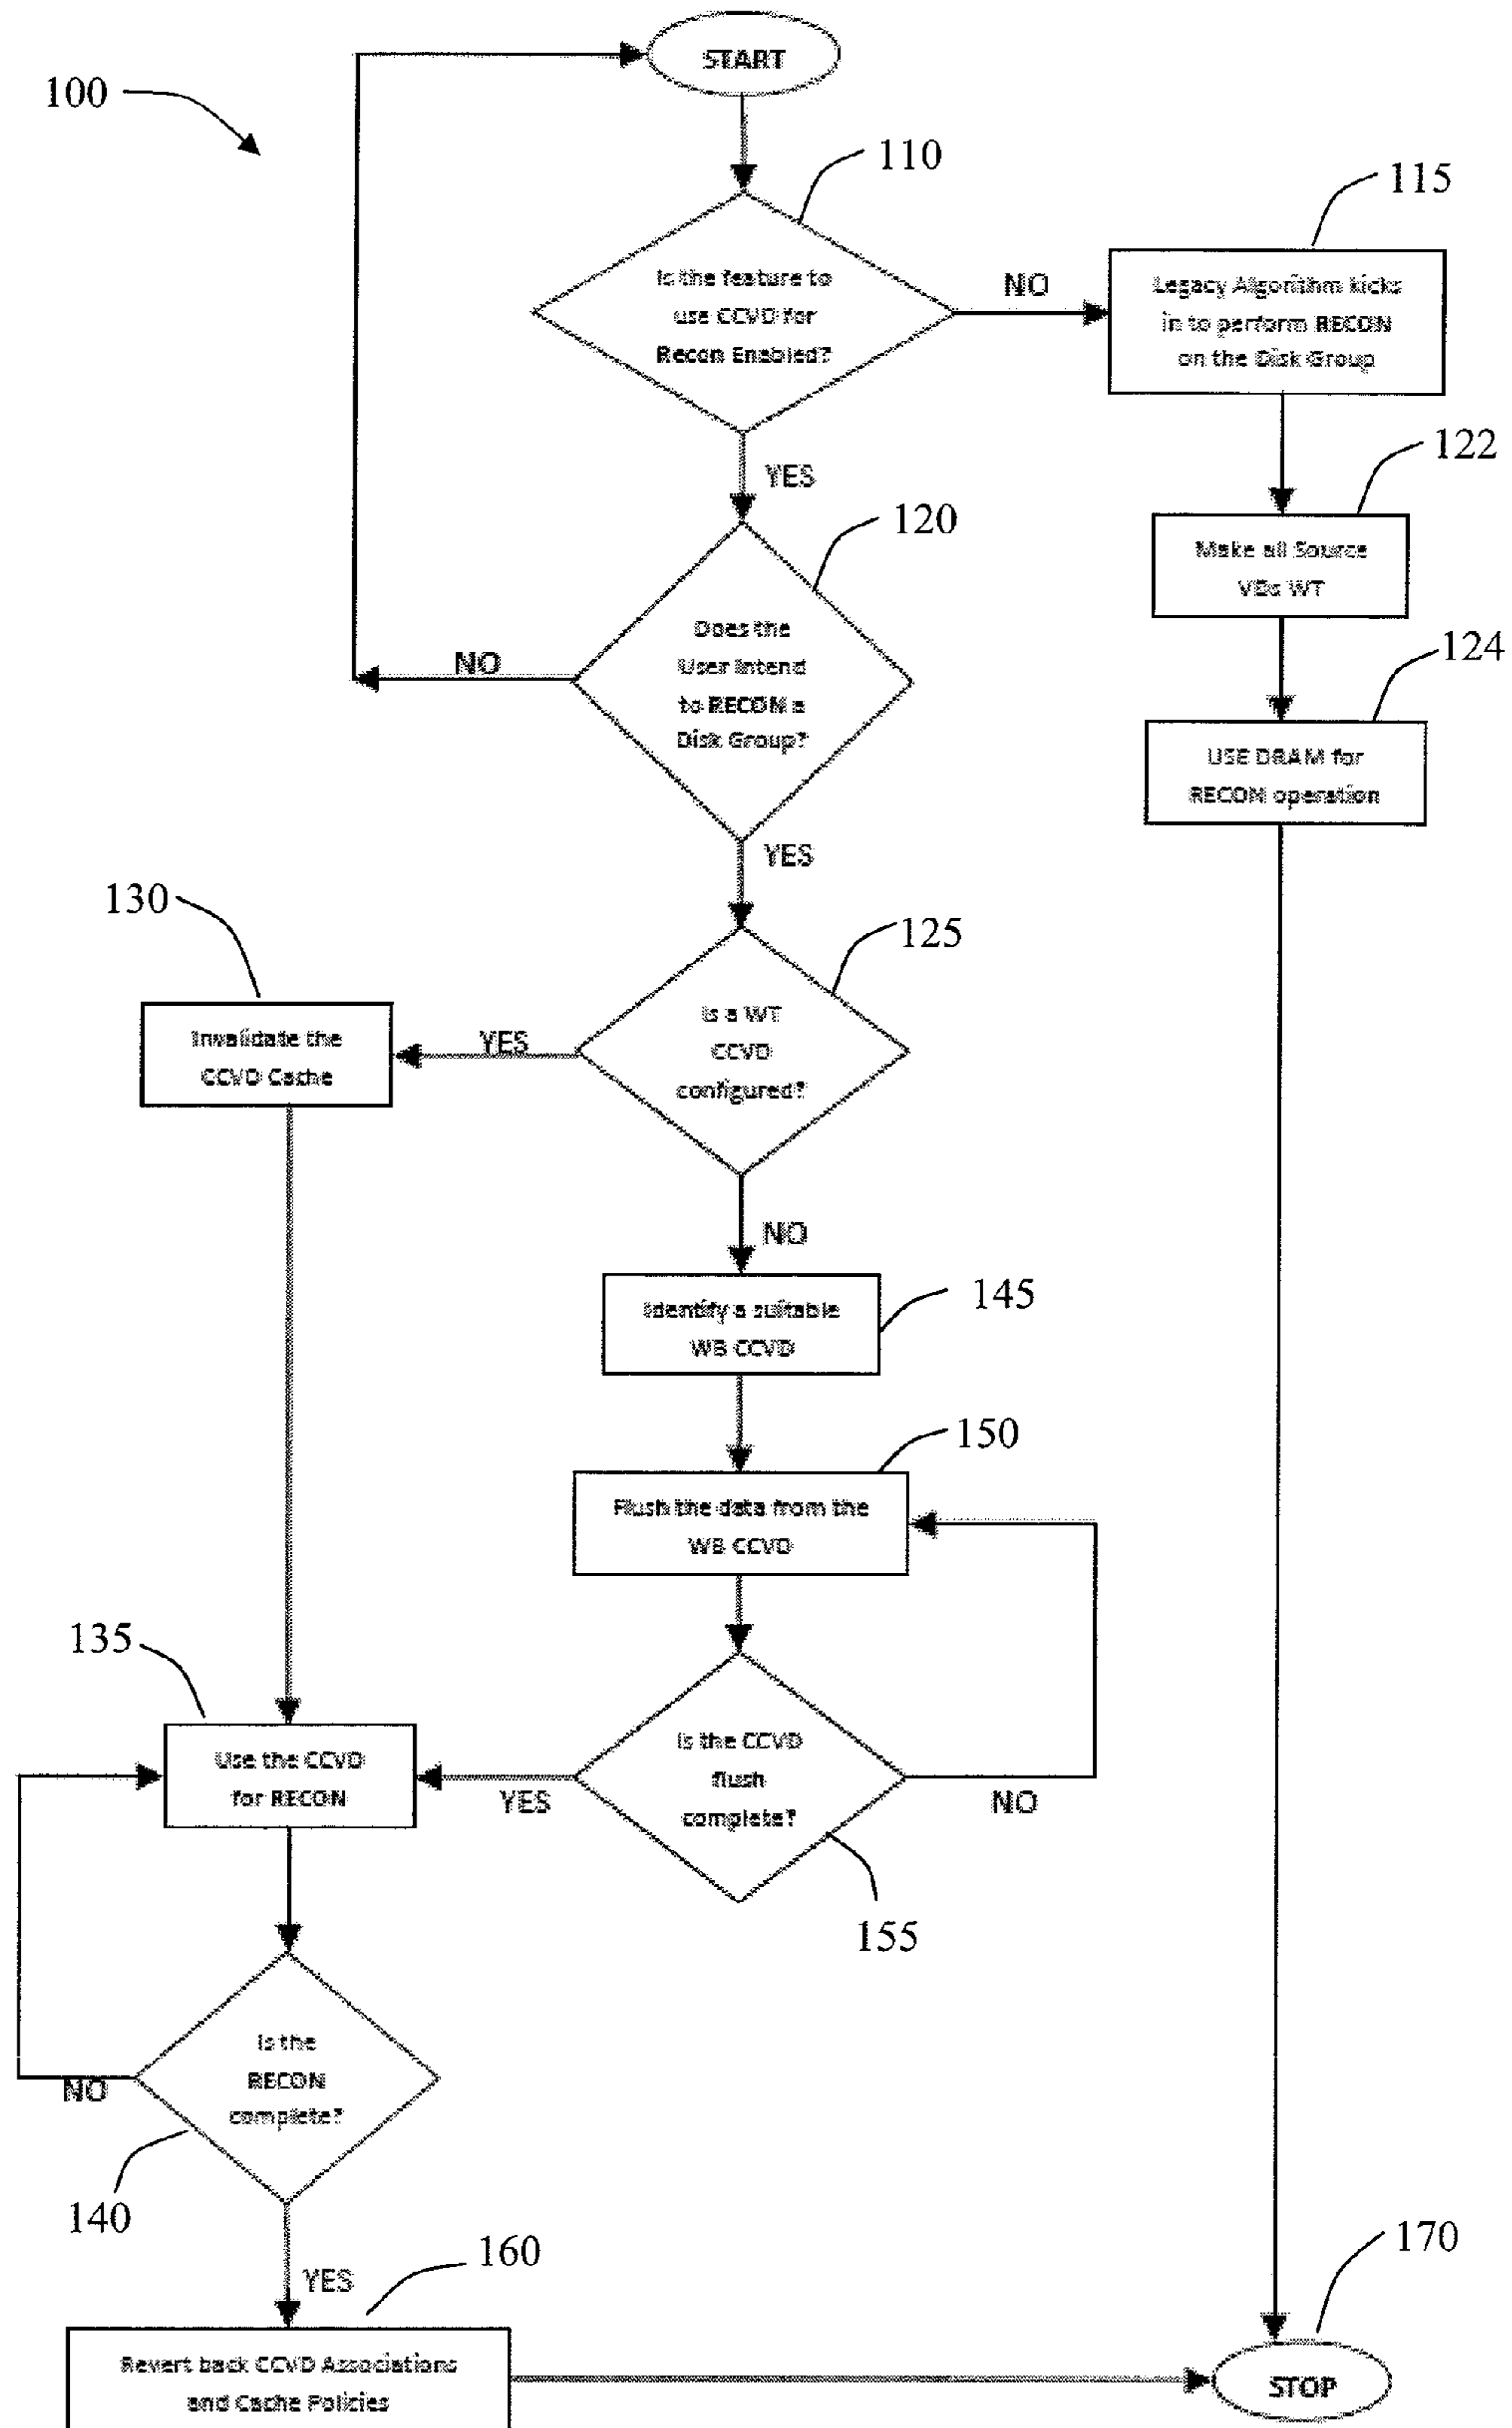 START
100
110
115
Is the feature to
use CCVD for
Recon Enabled?
NO
Legacy Algorithm kicks
in to perform RECON
on the Disk Group
YES
122
120
Make all Source
VDs WT
Does the
User Intend
to RECON a
Disk Group?
NO
124
USE DRAM for
RECON operation
YES
130
125
Is a WT
CCVD
configured?
YES
Invalidate the
CCVD Cache
NO
Identify a suitable
WB CCVD
145
150
Flush the data from the
WB CCVD
135
Use the CCVD
for RECON
Is the CCVD
flush
complete?
YES
NO
155
Is the
RECON
complete?
NO
140
YES
160
170
Revert back CCVD Associations
and Cache Policies
STOP